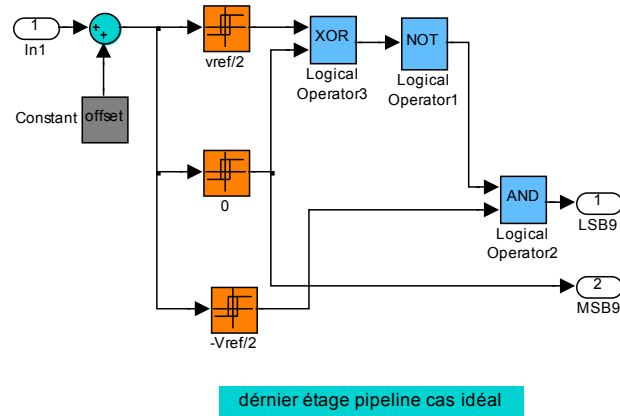 1
In1
Constant
offset
vref/2
XOR
Logical
Operator3
NOT
Logical
Operator1
0
AND
Logical
Operator2
1
LSB9
2
MSB9
-Vref/2
dérnier étage pipeline cas idéal